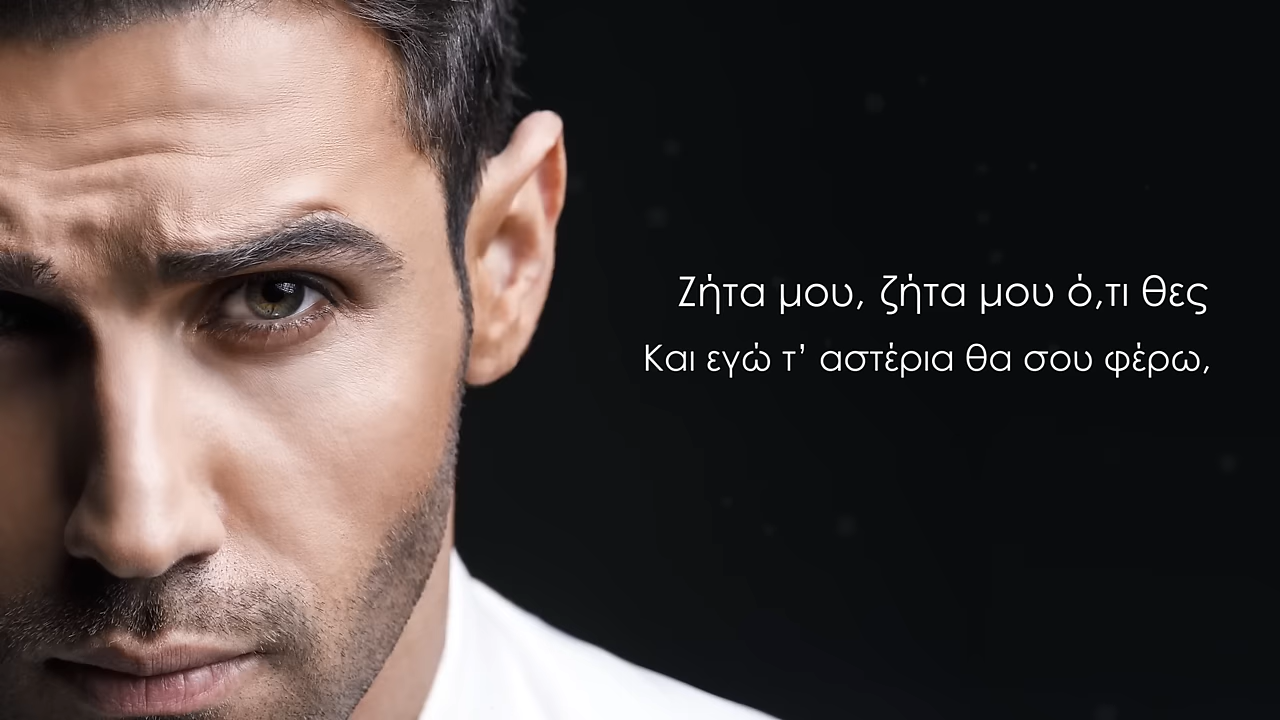 Ζήτα μου, ζήτα μου ό,τι θες
Και εγώ τ' αστέρια θα σου φέρω,